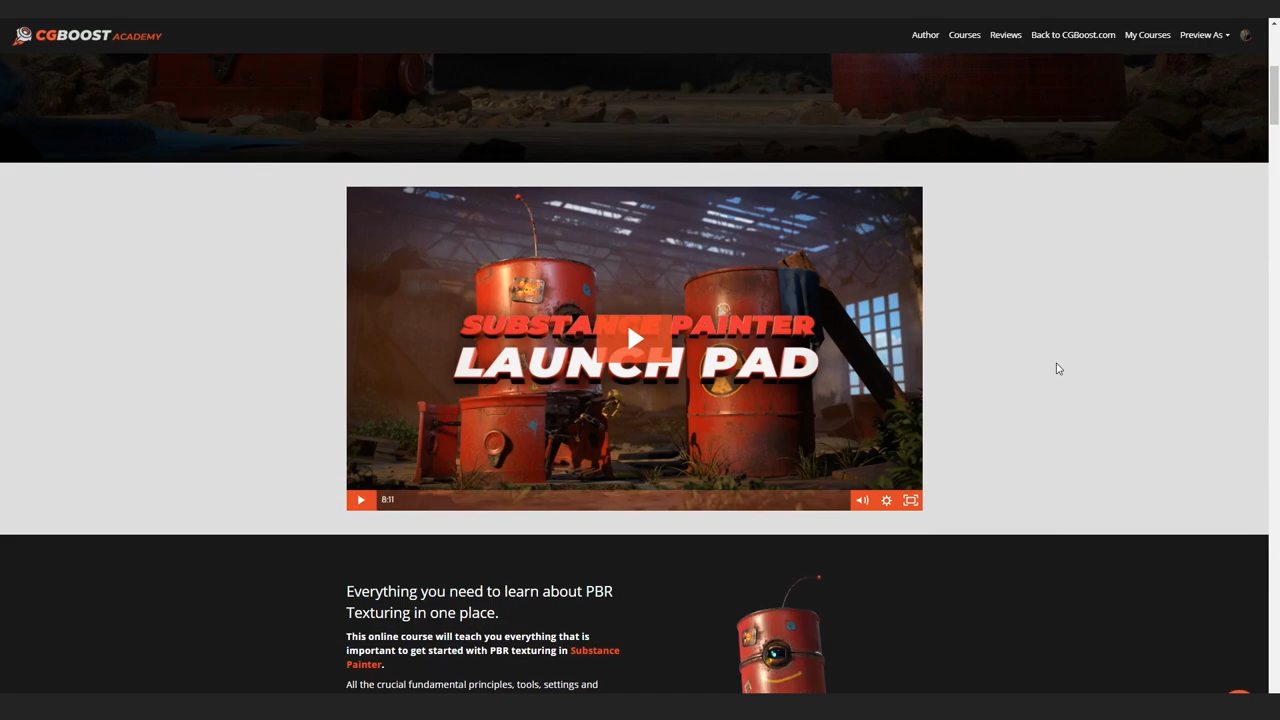 CGBOOST ACADEMY
Author Courses Reviews Back to CGBoost.com My Courses Preview As
SUBSTANCE PAINTER
LAUNCH PAD
8:11
Everything you need to learn about PBR
Texturing in one place.
This online course will teach you everything that is
important to get started with PBR texturing in Substance
Painter.
All the crucial fundamental principles, tools, settings and